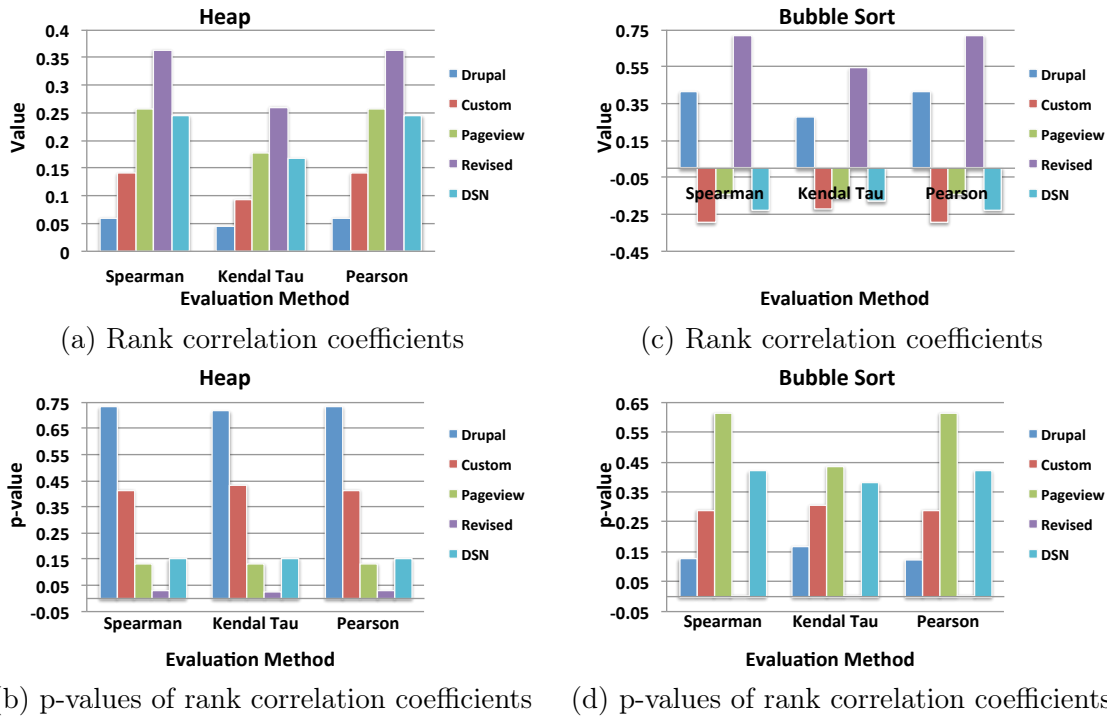 Heap
0.4
0.35
0.3
0.25
0.2
0.15
0.1
0.05
0
Value
Spearman Kendal Tau Pearson
Evaluation Method
Drupal
Custom
Pageview
Revised
DSN
(a) Rank correlation coefficients
Bubble Sort
0.75
0.55
0.35
0.15
-0.05
-0.25
-0.45
Value
Spearman Kendal Tau Pearson
Evaluation Method
Drupal
Custom
Pageview
Revised
DSN
(c) Rank correlation coefficients
Heap
0.75
0.65
0.55
0.45
0.35
0.25
0.15
0.05
-0.05
p-value
Spearman Kendal Tau Pearson
Evaluation Method
Drupal
Custom
Pageview
Revised
DSN
b) p-values of rank correlation coefficients
Bubble Sort
0.65
0.55
0.45
0.35
0.25
0.15
0.05
-0.05
p-value
Spearman Kendal Tau Pearson
Evaluation Method
Drupal
Custom
Pageview
Revised
DSN
(d) p-values of rank correlation coefficients